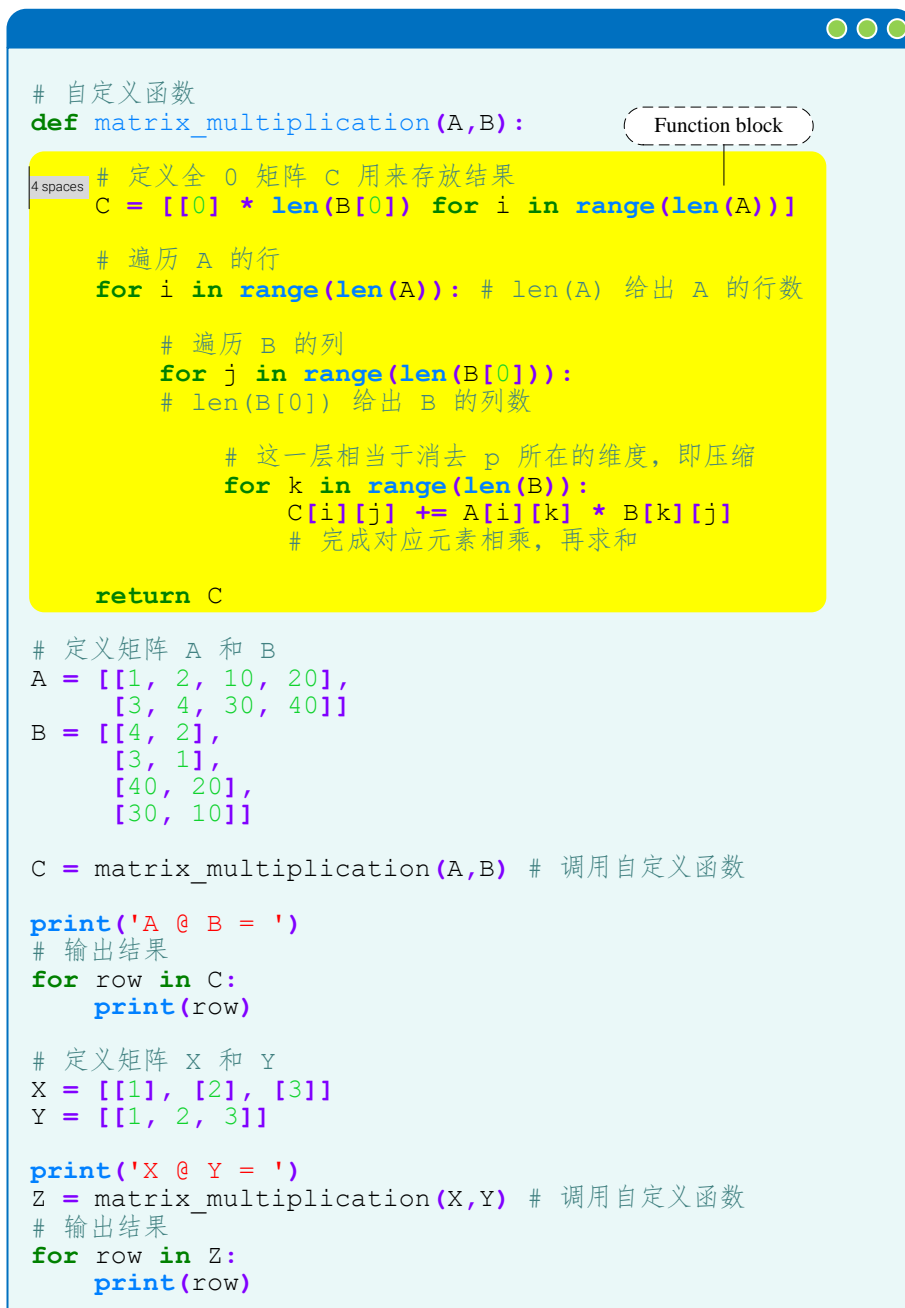 # 自定义函数
def matrix_multiplication(A,B):
Function block
4 spaces
    # 定义全 0 矩阵 C 用来存放结果
    C = [[0] * len(B[0]) for i in range(len(A))]
    # 遍历 A 的行
    for i in range(len(A)): # len(A) 给出 A 的行数
        # 遍历 B 的列
        for j in range(len(B[0])):
        # len(B[0]) 给出 B 的列数
            # 这一层相当于消去 p 所在的维度，即压缩
            for k in range(len(B)):
                C[i][j] += A[i][k] * B[k][j]
                # 完成对应元素相乘，再求和
    return C
# 定义矩阵 A 和 B
A = [[1, 2, 10, 20],
     [3, 4, 30, 40]]
B = [[4, 2],
     [3, 1],
     [40, 20],
     [30, 10]]
C = matrix_multiplication(A,B) # 调用自定义函数
print('A @ B = ')
# 输出结果
for row in C:
    print(row)
# 定义矩阵 X 和 Y
X = [[1], [2], [3]]
Y = [[1, 2, 3]]
print('X @ Y = ')
Z = matrix_multiplication(X,Y) # 调用自定义函数
# 输出结果
for row in Z:
    print(row)